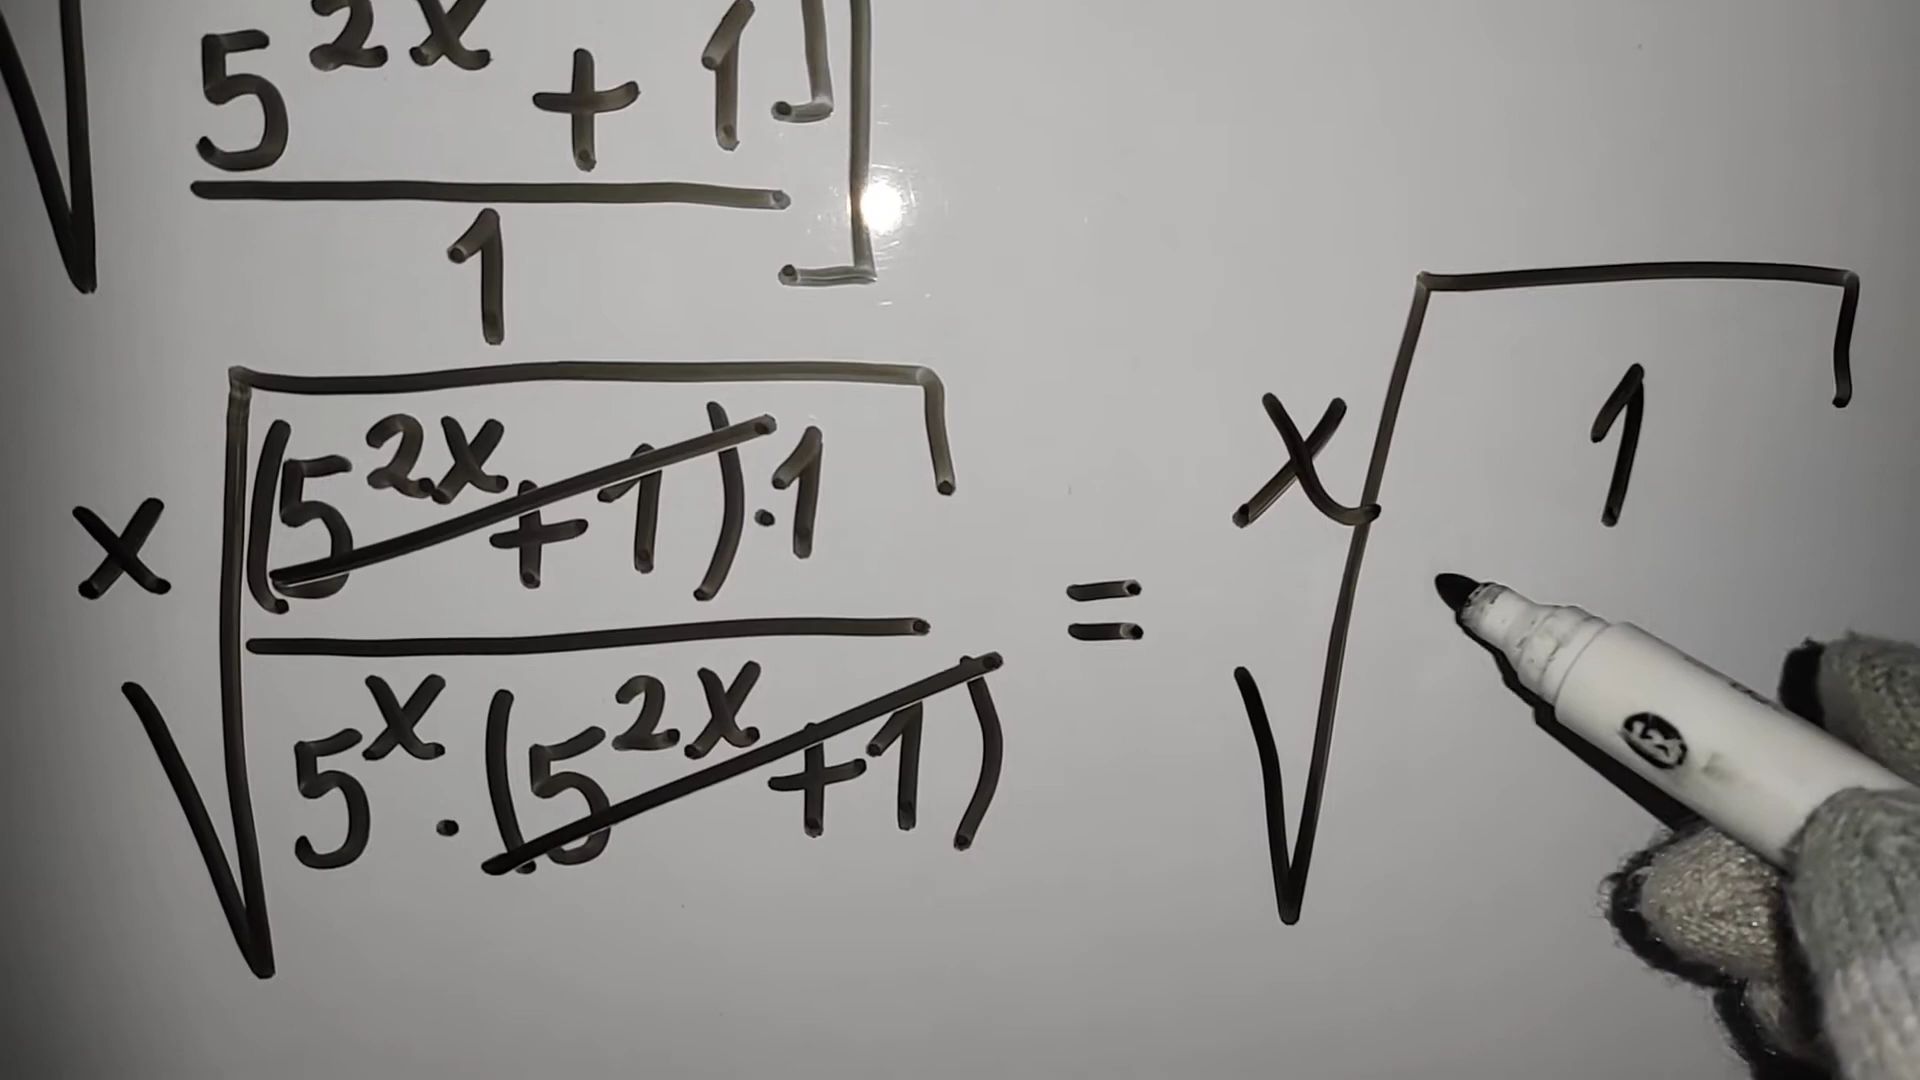 √ 5^{2x} + 1 ] ]
―
1
x√ (5^{2x} + 1) · 1 = x√ 1
―
5^x · (5^{2x} + 1)